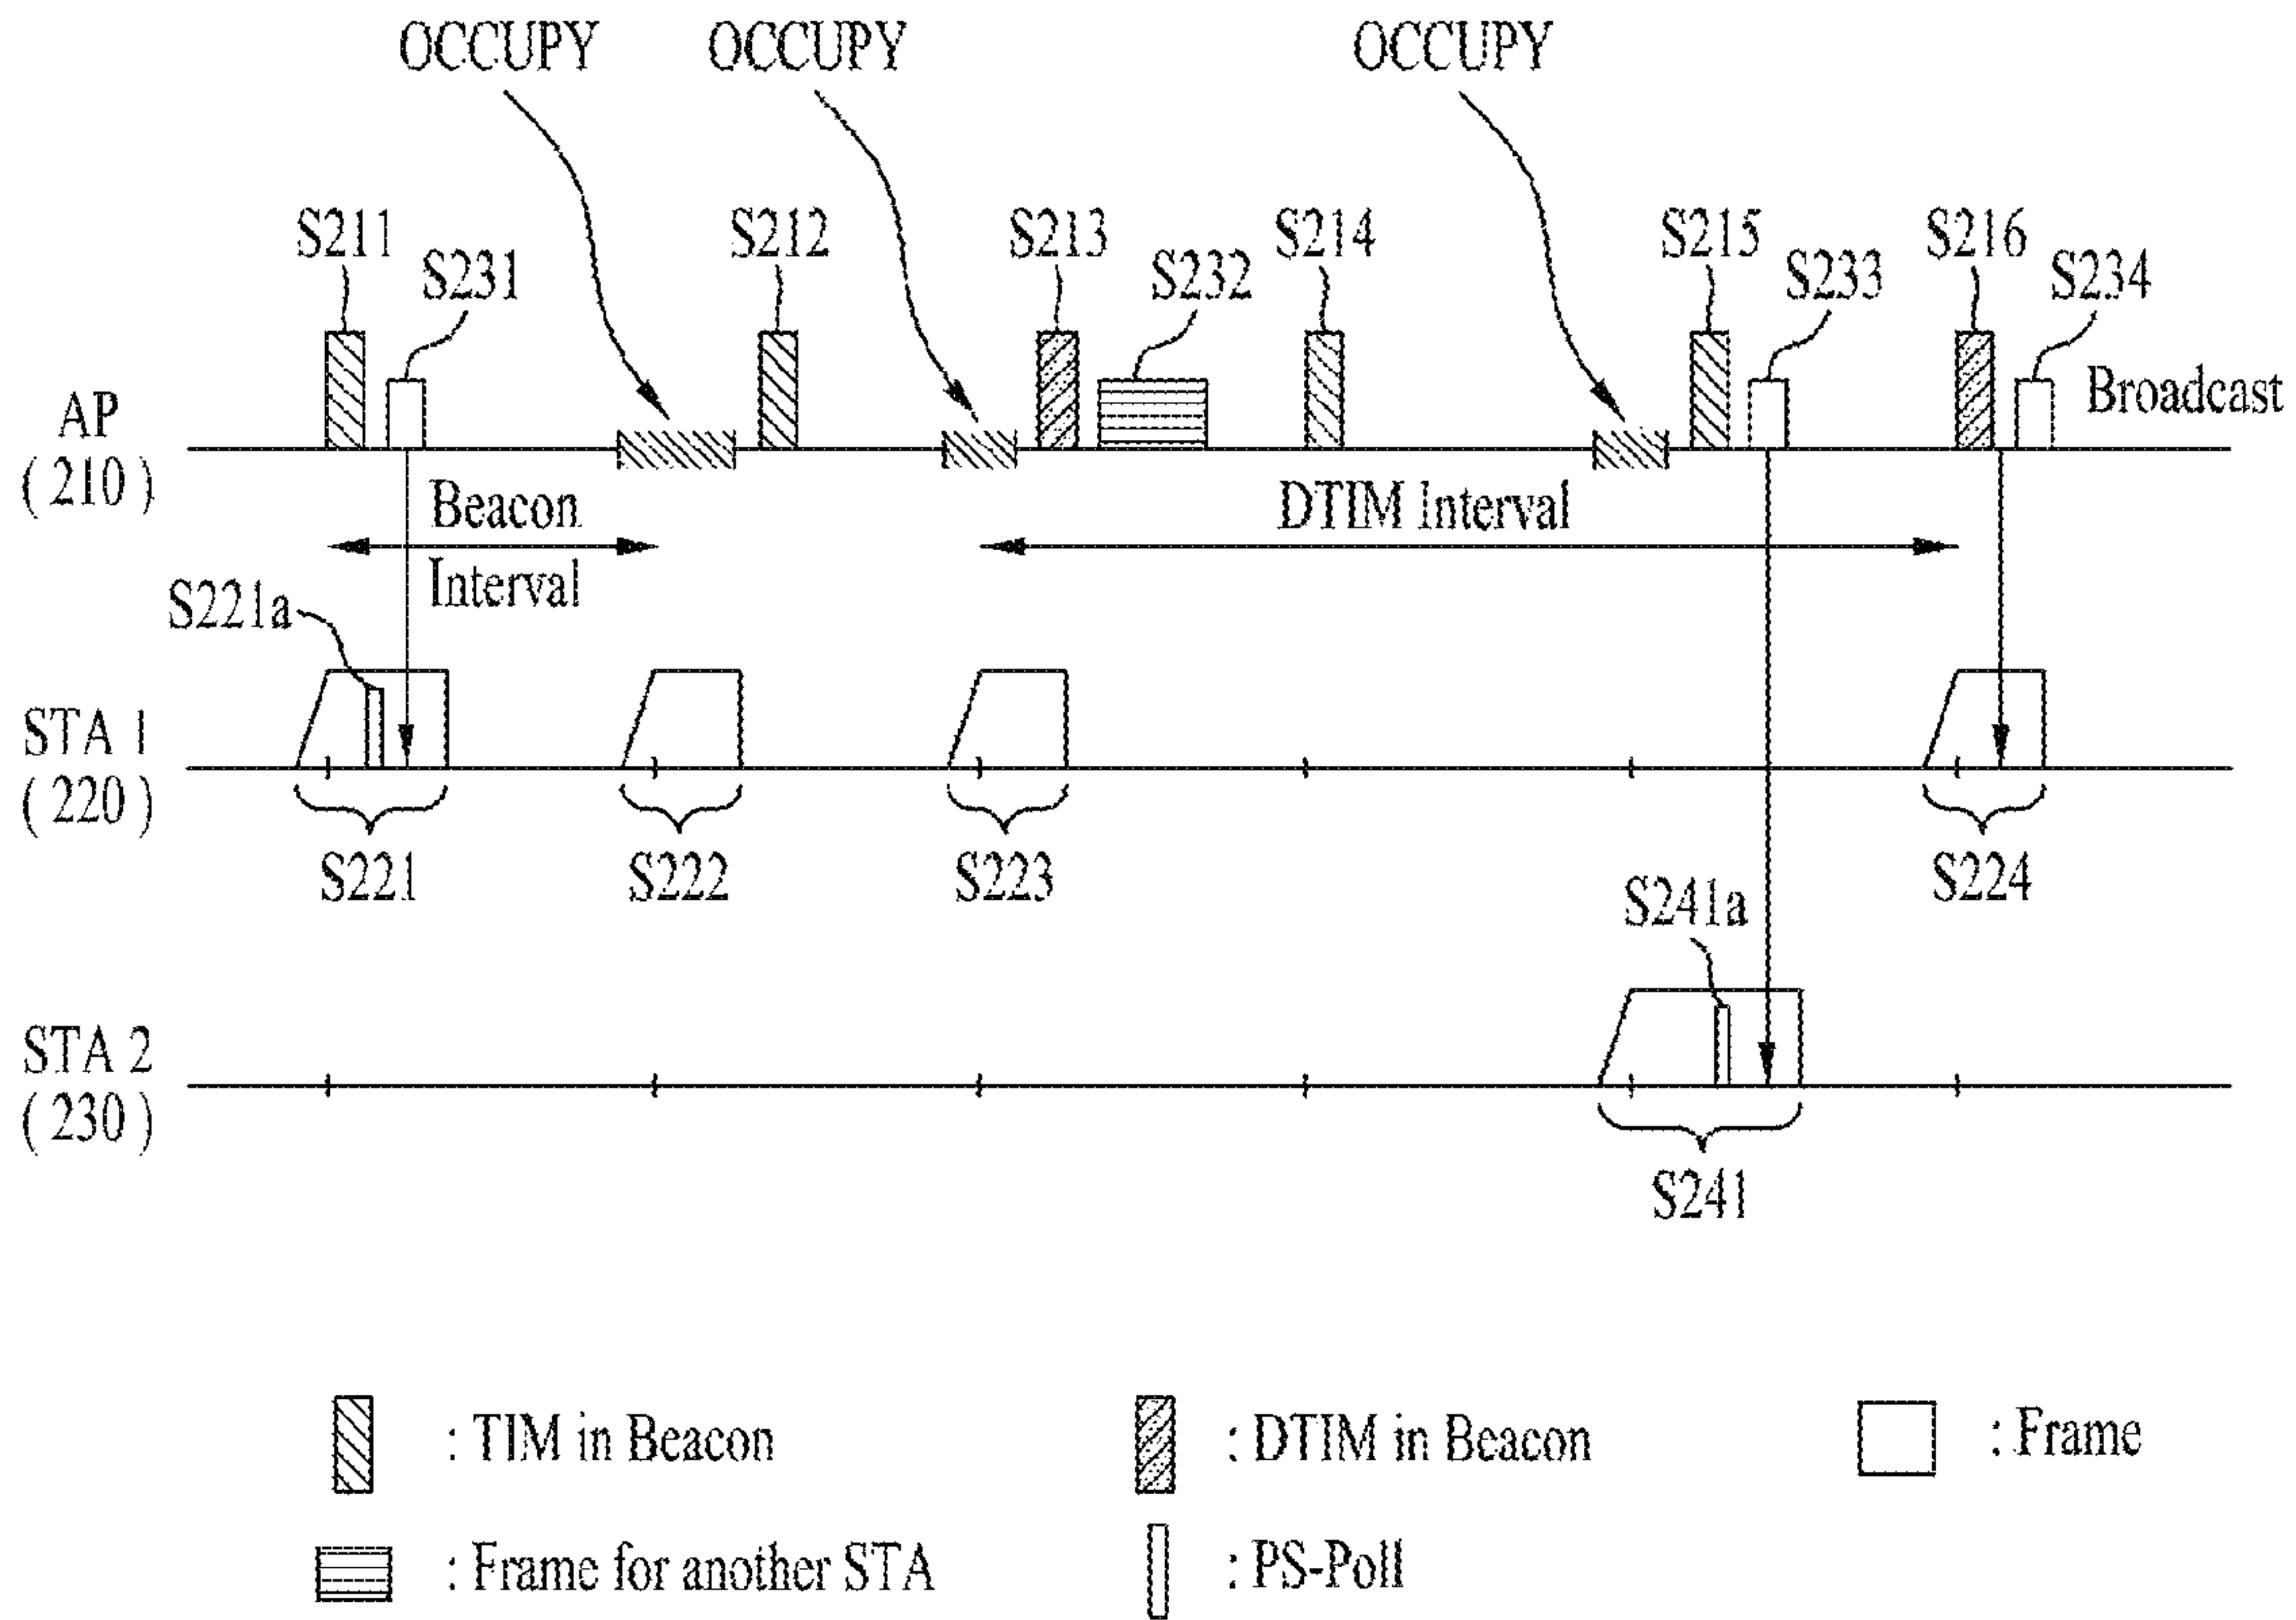 OCCUPY OCCUPY OCCUPY
S211 S212 S213 S214 S215 S216
S231 S232 S233 S234
AP
( 210 )
Broadcast
Beacon
Interval
DTIM Interval
S221a
STA 1
( 220 )
S221 S222 S223 S224
S241a
STA 2
( 230 )
S241
: TIM in Beacon
: DTIM in Beacon
: Frame
: Frame for another STA
: PS-Poll